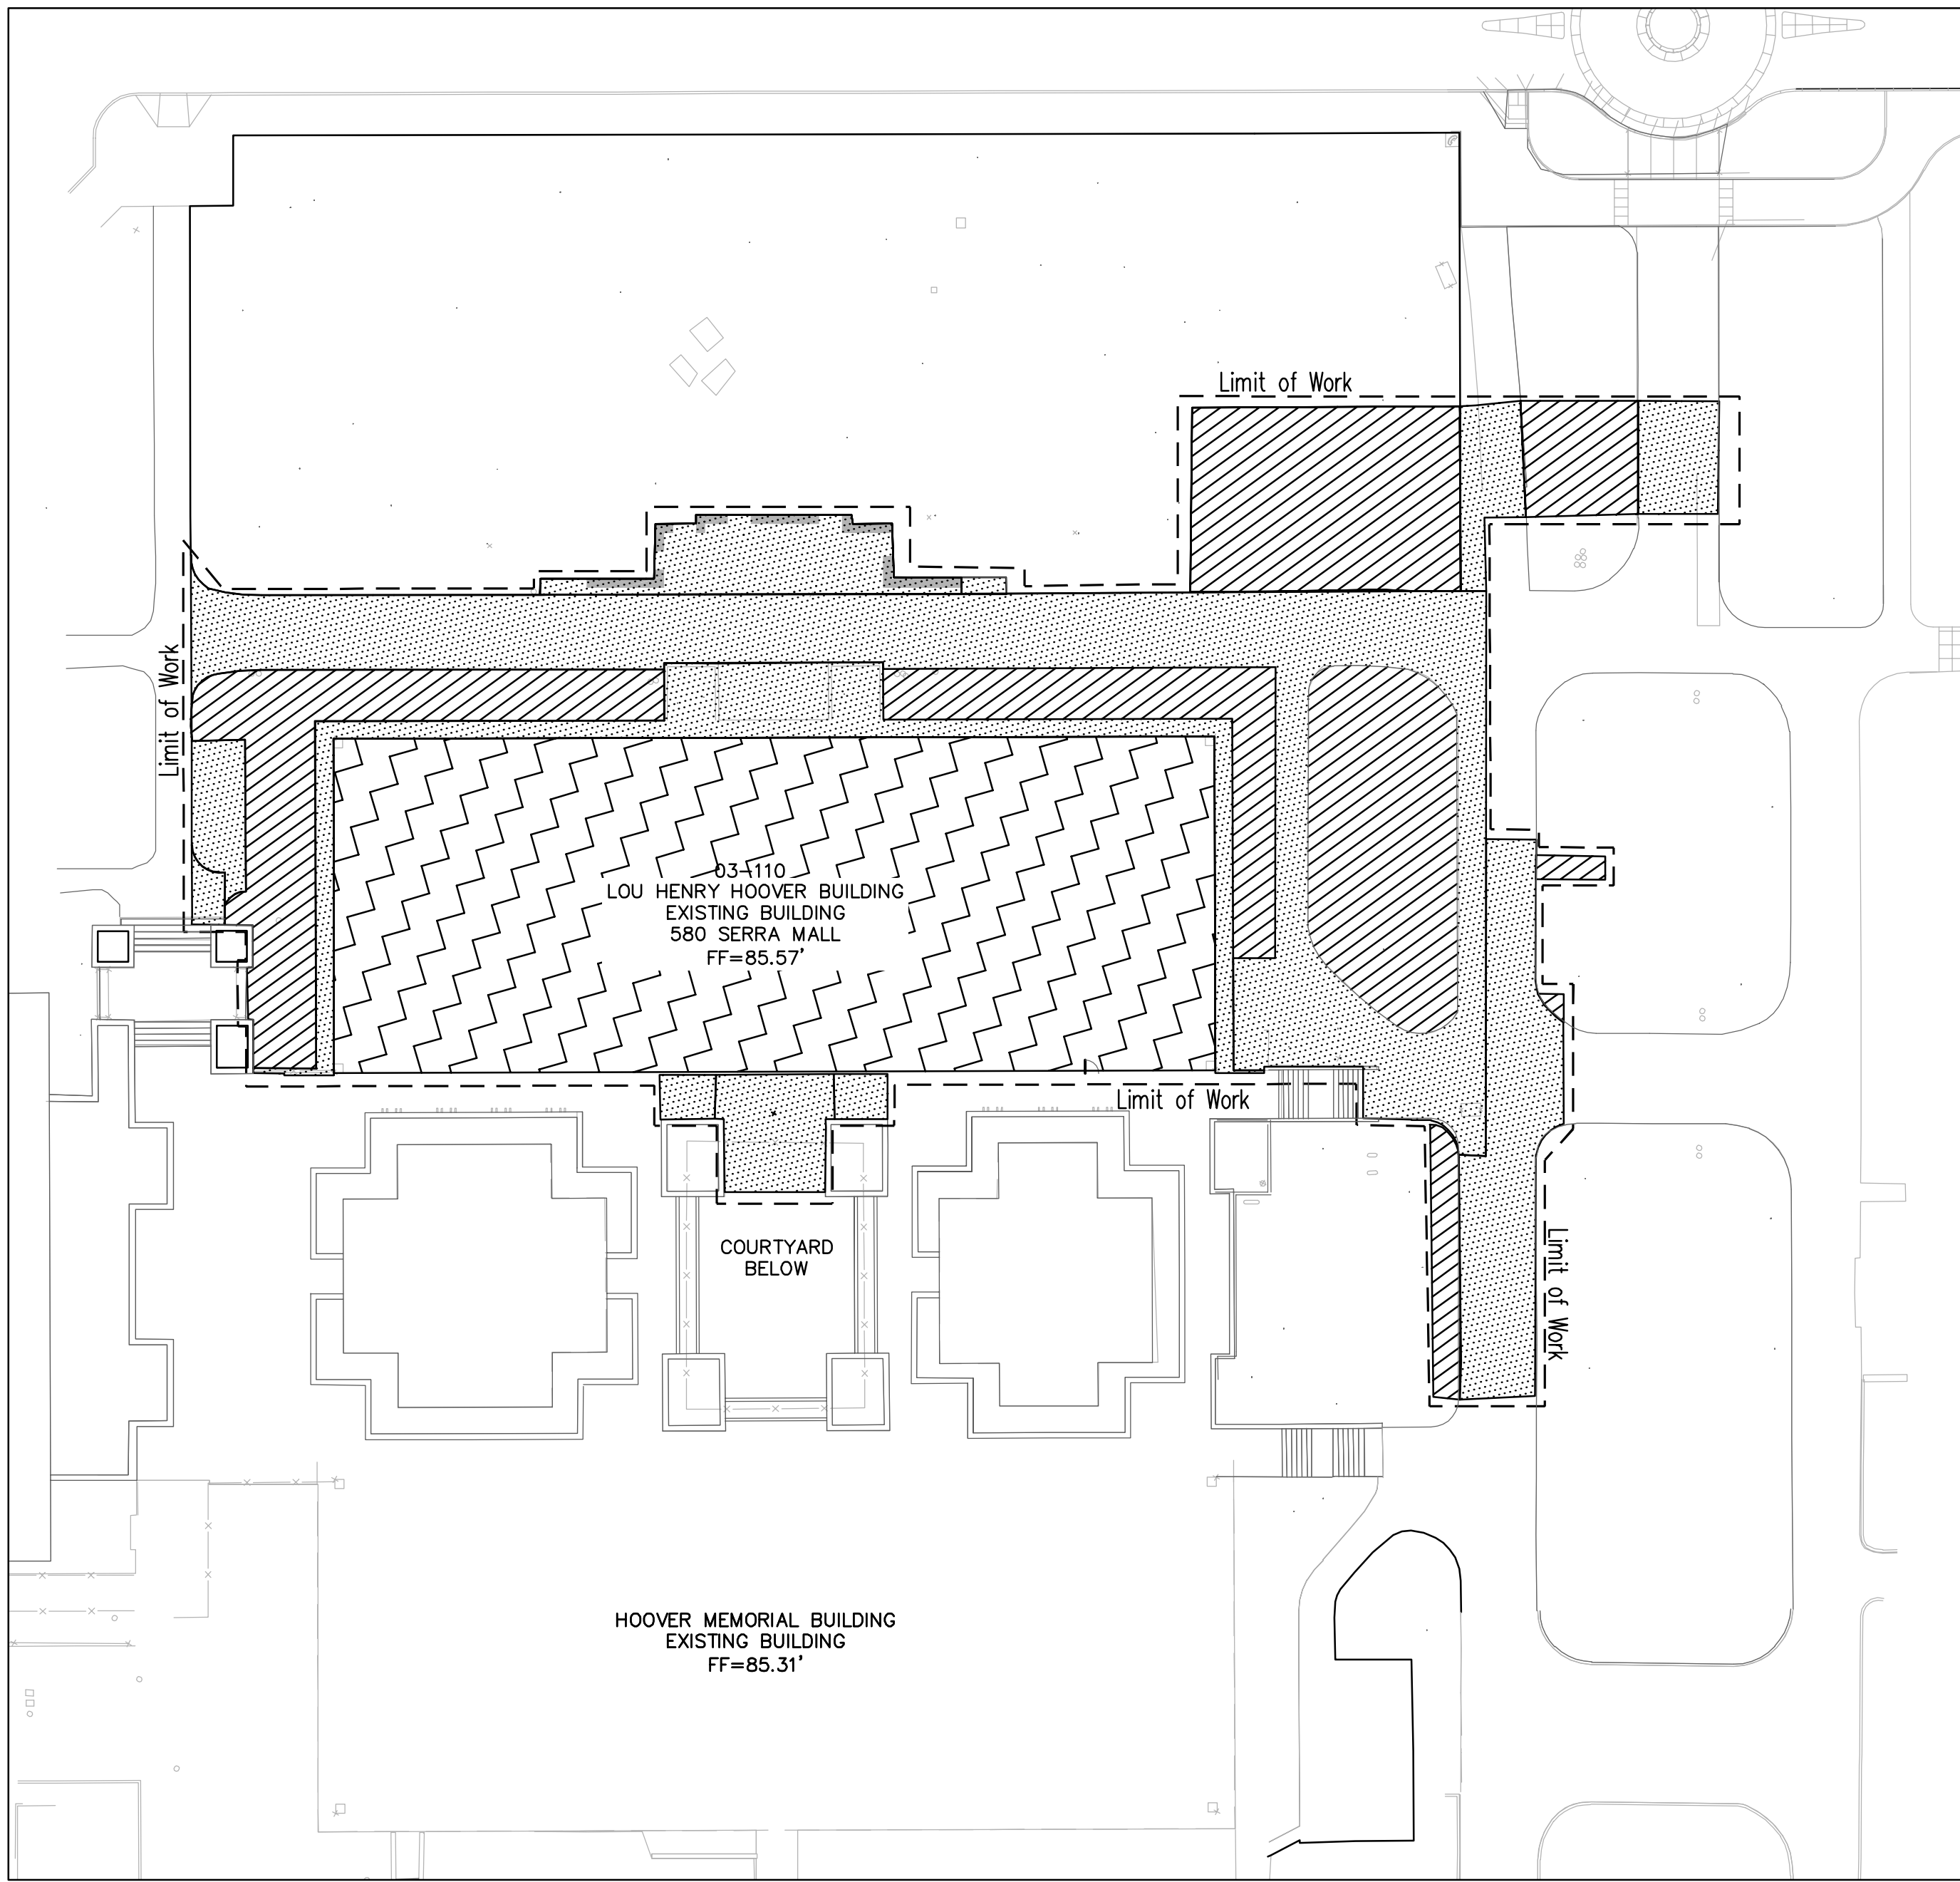 Limit of Work
Limit of Work
03-110
LOU HENRY HOOVER BUILDING
EXISTING BUILDING
580 SERRA MALL
FF=85.57'
Limit of Work
COURTYARD
BELOW
Limit of Work
HOOVER MEMORIAL BUILDING
EXISTING BUILDING
FF=85.31'